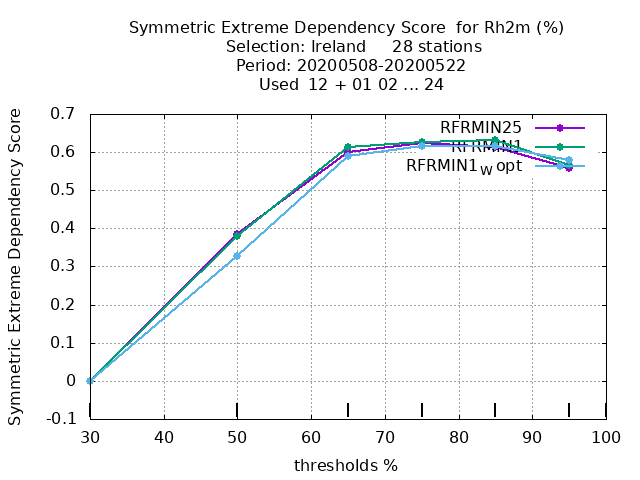 Symmetric Extreme Dependency Score  for Rh2m (%)
Selection: Ireland     28 stations
Period: 20200508-20200522
Used  12 + 01 02 ... 24
Symmetric Extreme Dependency Score
0.7
0.6
0.5
0.4
0.3
0.2
0.1
0
-0.1
RFRMIN25
RFRMIN1
RFRMIN1w opt
30 40 50 60 70 80 90 100
thresholds %